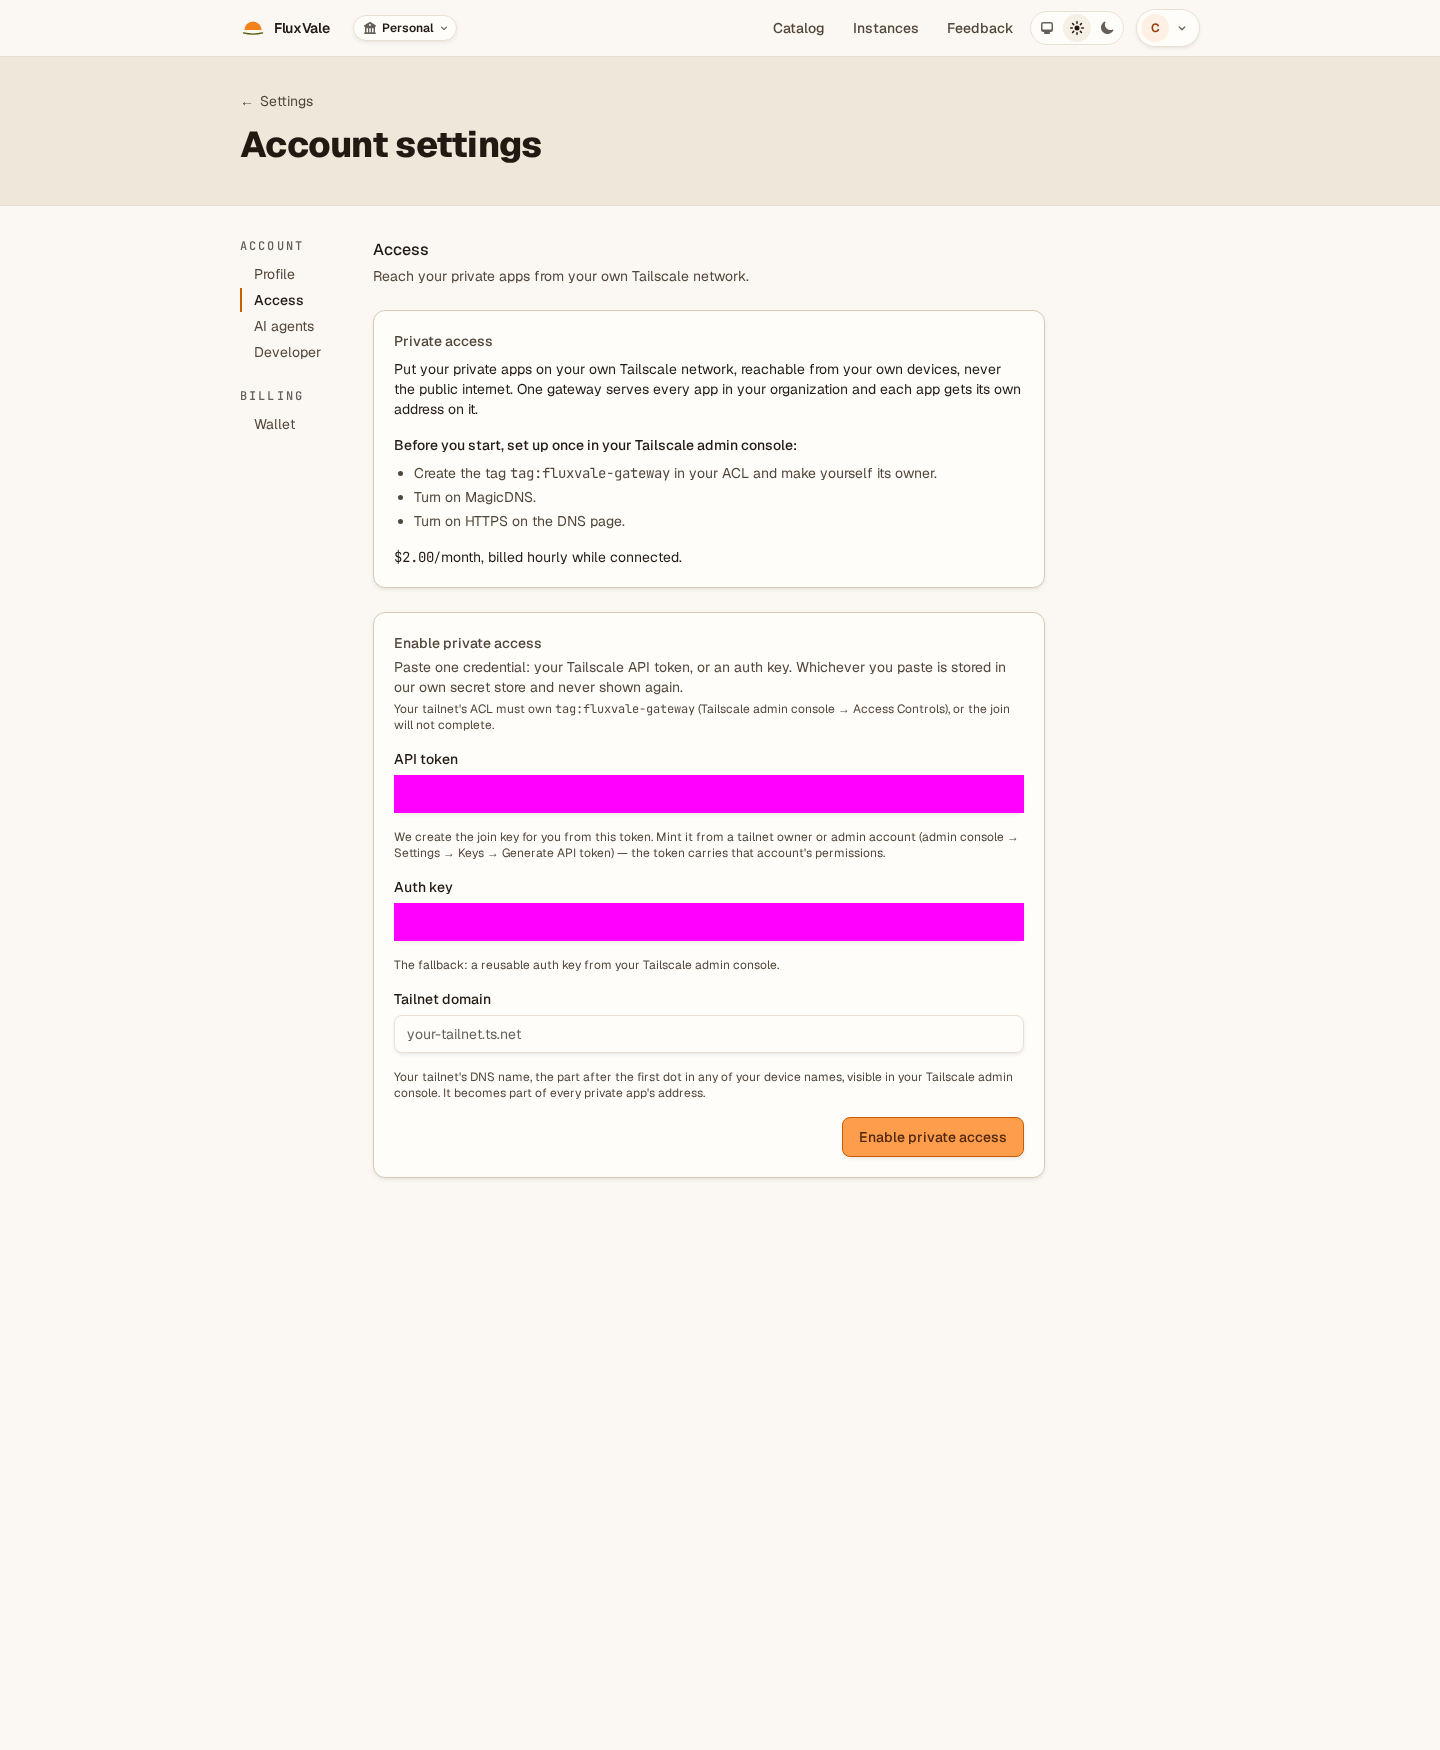 FluxVale
Personal
Catalog
Instances
Feedback
C
← Settings
Account settings
ACCOUNT
Profile
Access
AI agents
Developer
BILLING
Wallet
Access
Reach your private apps from your own Tailscale network.
Private access
Put your private apps on your own Tailscale network, reachable from your own devices, never
the public internet. One gateway serves every app in your organization and each app gets its own
address on it.
Before you start, set up once in your Tailscale admin console:
• Create the tag tag:fluxvale-gateway in your ACL and make yourself its owner.
• Turn on MagicDNS.
• Turn on HTTPS on the DNS page.
$2.00/month, billed hourly while connected.
Enable private access
Paste one credential: your Tailscale API token, or an auth key. Whichever you paste is stored in
our own secret store and never shown again.
Your tailnet's ACL must own tag:fluxvale-gateway (Tailscale admin console → Access Controls), or the join
will not complete.
API token
We create the join key for you from this token. Mint it from a tailnet owner or admin account (admin console →
Settings → Keys → Generate API token) — the token carries that account's permissions.
Auth key
The fallback: a reusable auth key from your Tailscale admin console.
Tailnet domain
your-tailnet.ts.net
Your tailnet's DNS name, the part after the first dot in any of your device names, visible in your Tailscale admin
console. It becomes part of every private app's address.
Enable private access